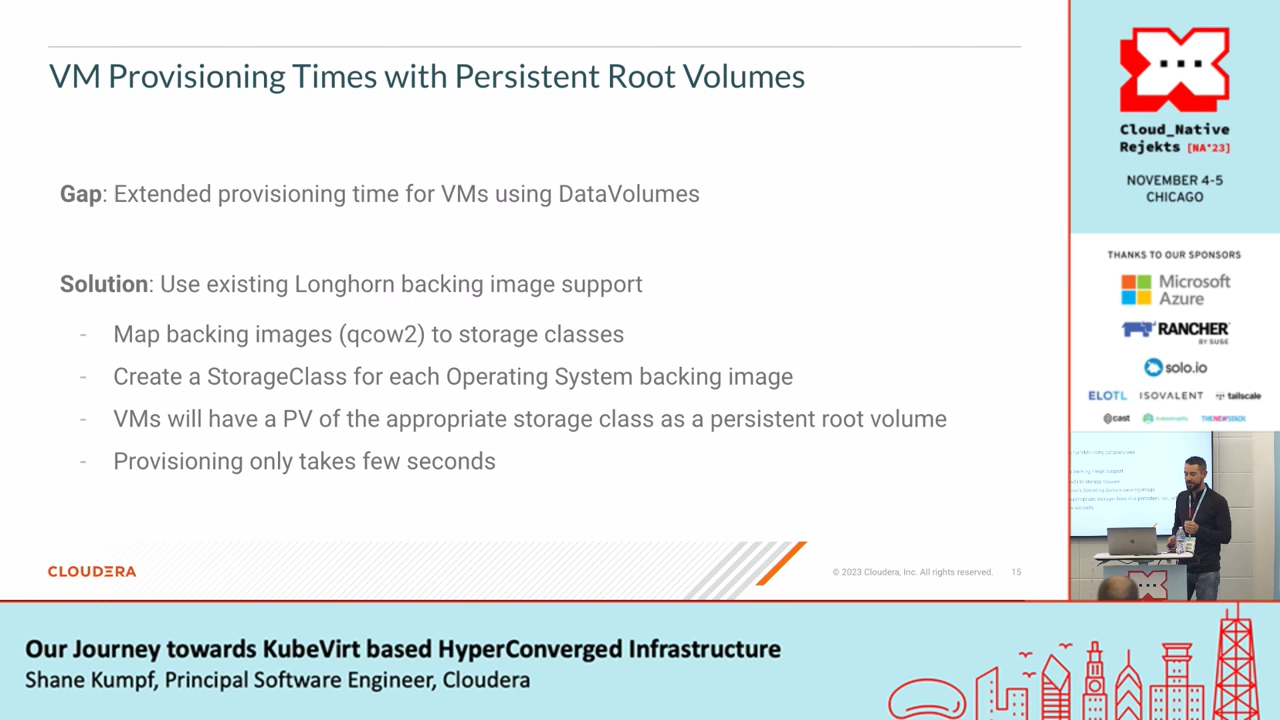 VM Provisioning Times with Persistent Root Volumes
Gap: Extended provisioning time for VMs using DataVolumes
Solution: Use existing Longhorn backing image support
- Map backing images (qcow2) to storage classes
- Create a StorageClass for each Operating System backing image
- VMs will have a PV of the appropriate storage class as a persistent root volume
- Provisioning only takes few seconds
CLOUDERA
© 2023 Cloudera, Inc. All rights reserved. 15
Cloud_Native
Rejekts [NA'23]
NOVEMBER 4-5
CHICAGO
THANKS TO OUR SPONSORS
Microsoft
Azure
RANCHER
BY SUSE
solo.io
ELOTL ISOVALENT tailscale
cast THENEWSTACK
Our Journey towards KubeVirt based HyperConverged Infrastructure
Shane Kumpf, Principal Software Engineer, Cloudera